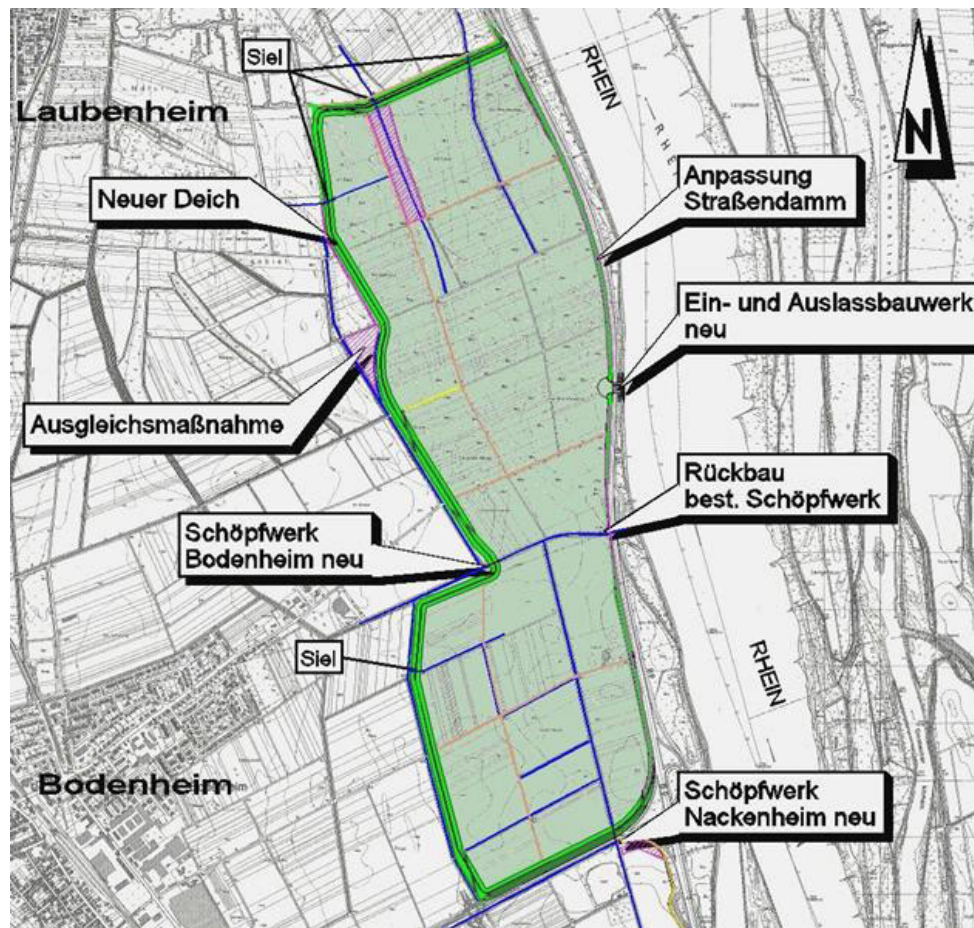 Siel
RHEIN
N
Laubenheim
Anpassung
Straßendamm
Neuer Deich
Ein- und Auslassbauwerk
neu
Ausgleichsmaßnahme
Rückbau
best. Schöpfwerk
Schöpfwerk
Bodenheim neu
Siel
RHEIN
Bodenheim
Schöpfwerk
Nackenheim neu